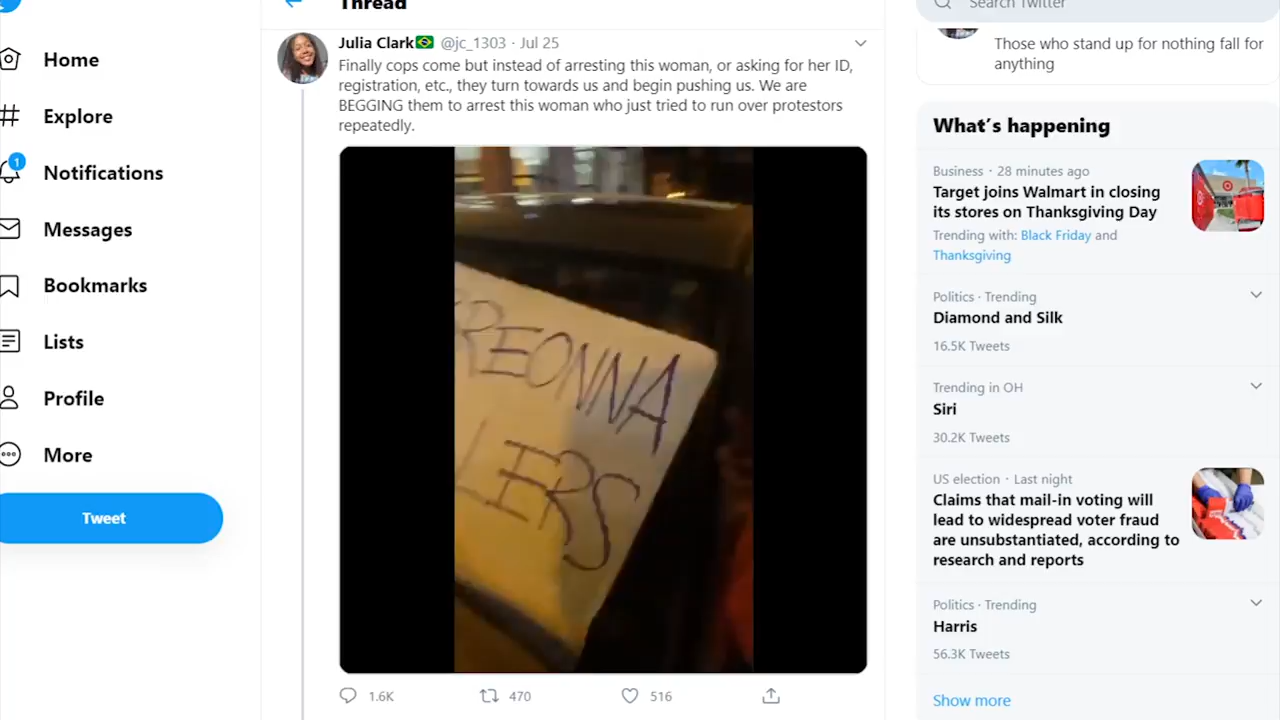 Home
Explore
1
Notifications
Messages
Bookmarks
Lists
Profile
More
Tweet
Thread
Julia Clark @jc_1303 · Jul 25
Finally cops come but instead of arresting this woman, or asking for her ID,
registration, etc., they turn towards us and begin pushing us. We are
BEGGING them to arrest this woman who just tried to run over protestors
repeatedly.
BREONNA
LERS
1.6K
470
516
Search Twitter
Those who stand up for nothing fall for
anything
What's happening
Business · 28 minutes ago
Target joins Walmart in closing
its stores on Thanksgiving Day
Trending with: Black Friday and
Thanksgiving
Politics · Trending
Diamond and Silk
16.5K Tweets
Trending in OH
Siri
30.2K Tweets
US election · Last night
Claims that mail-in voting will
lead to widespread voter fraud
are unsubstantiated, according to
research and reports
Politics · Trending
Harris
56.3K Tweets
Show more